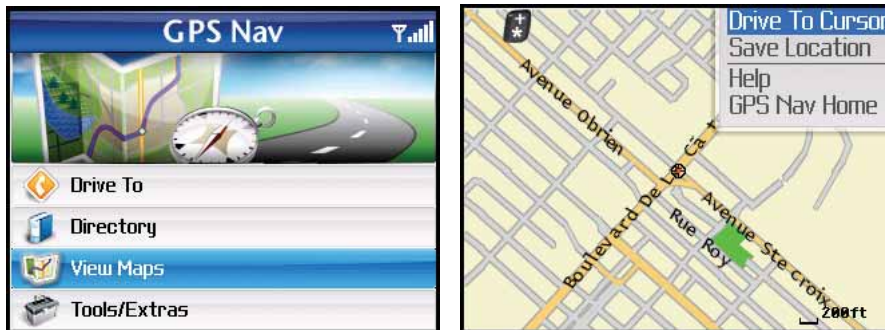 GPS Nav
Drive To
Directory
View Maps
Tools/Extras
Drive To Cursor
Save Location
Help
GPS Nav Home
Avenue Obrien
Boulevard De La Cat
Avenue Ste croix
Rue Roy
200ft